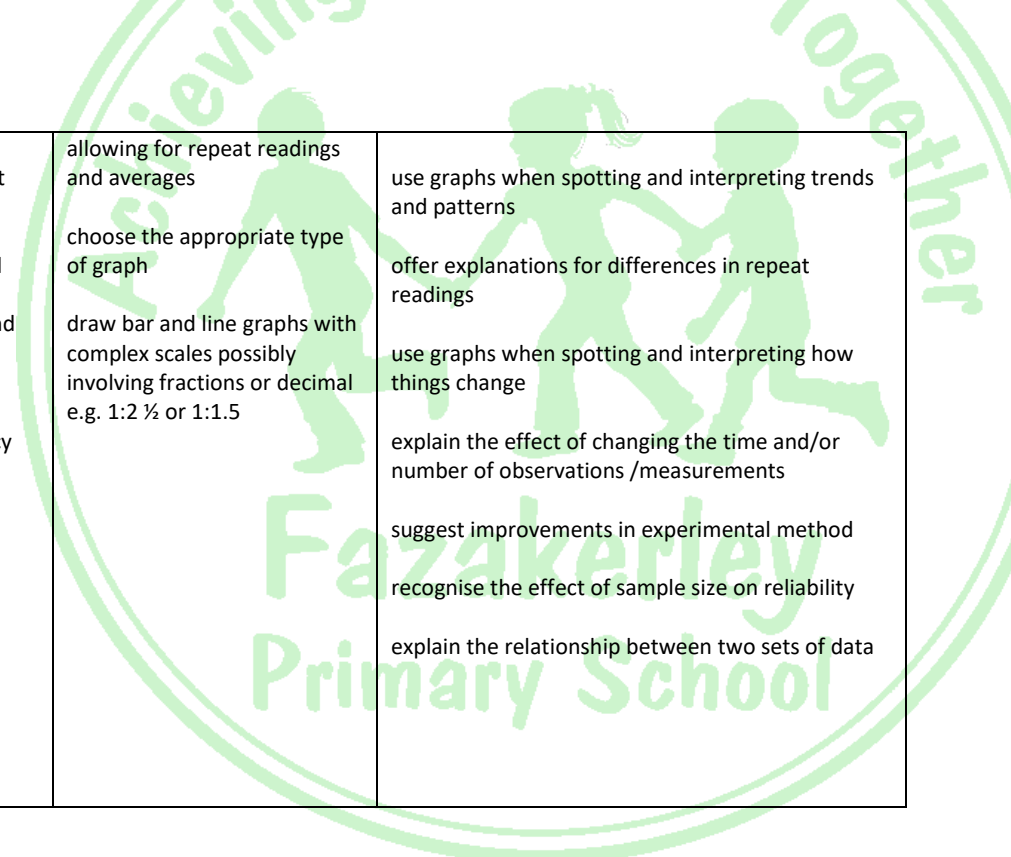 Achieving
Together
t
l
nd
cy
allowing for repeat readings
and averages
choose the appropriate type
of graph
draw bar and line graphs with
complex scales possibly
involving fractions or decimal
e.g. 1:2 ½ or 1:1.5
use graphs when spotting and interpreting trends
and patterns
offer explanations for differences in repeat
readings
use graphs when spotting and interpreting how
things change
explain the effect of changing the time and/or
number of observations /measurements
suggest improvements in experimental method
recognise the effect of sample size on reliability
explain the relationship between two sets of data
Fazakerley
Primary School